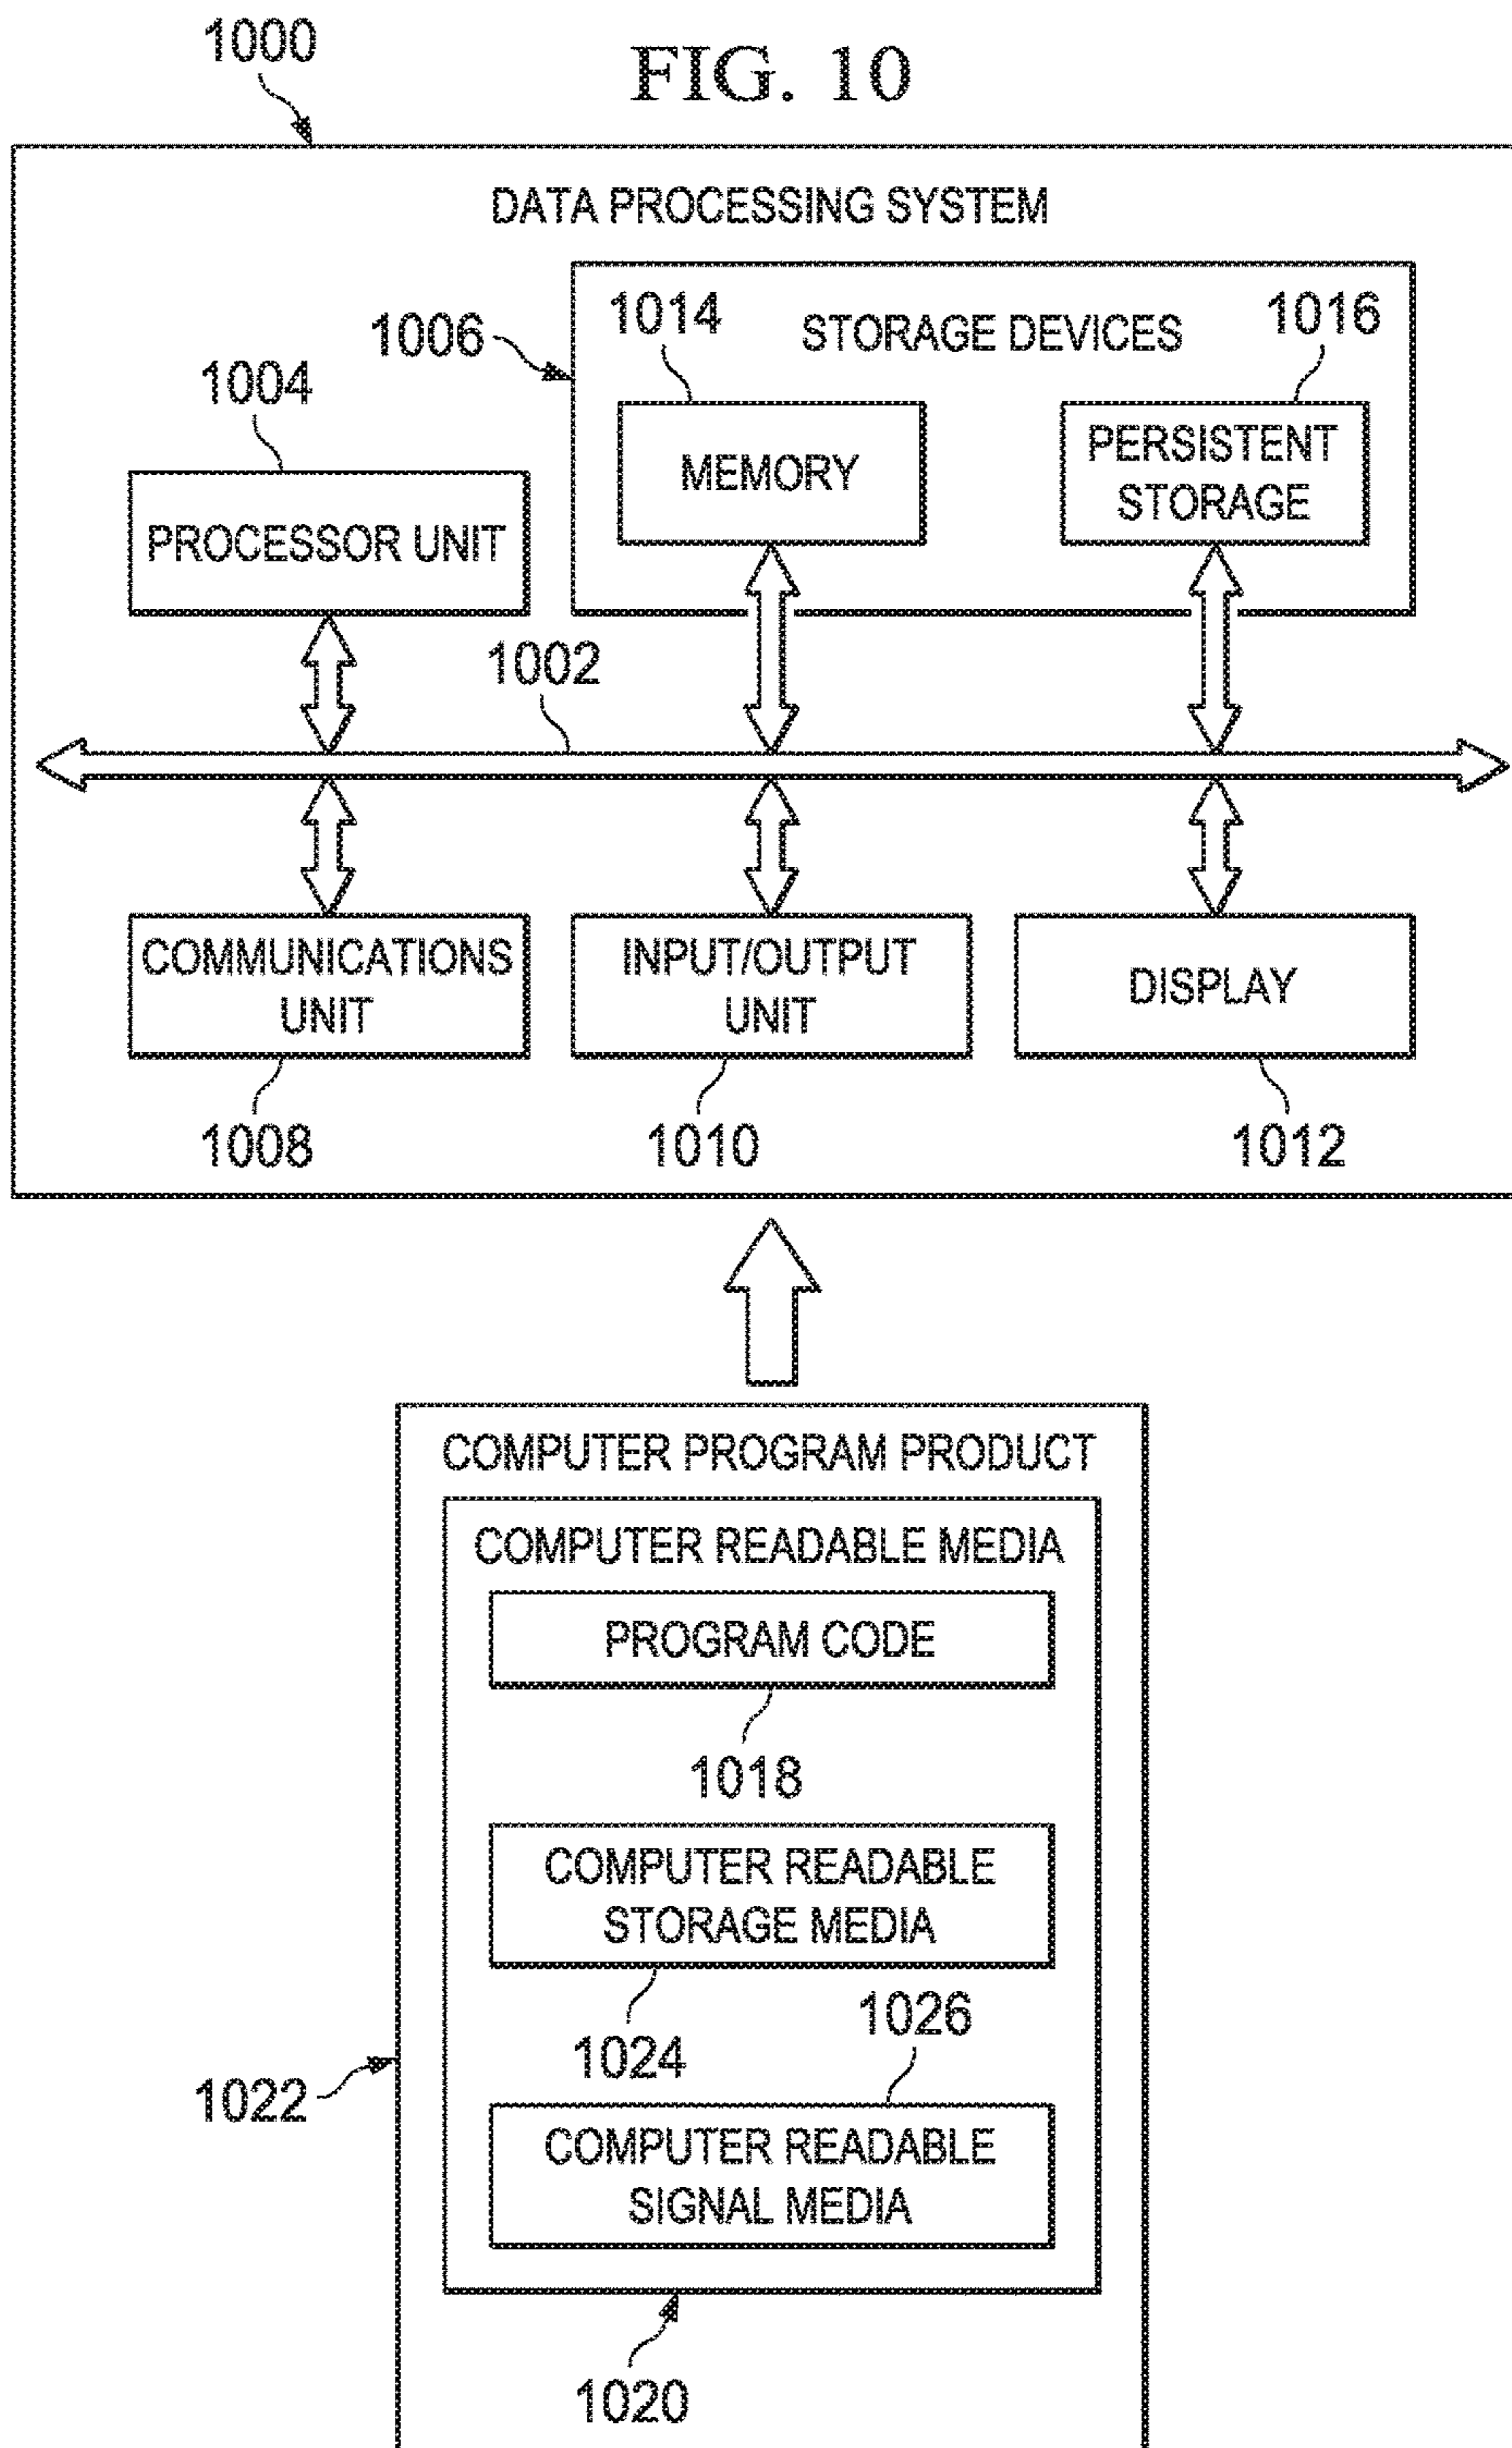 1000
FIG. 10
DATA PROCESSING SYSTEM
1006
1014
STORAGE DEVICES
1016
1004
MEMORY
PERSISTENT
STORAGE
PROCESSOR UNIT
1002
COMMUNICATIONS
UNIT
INPUT/OUTPUT
UNIT
DISPLAY
1008
1010
1012
COMPUTER PROGRAM PRODUCT
COMPUTER READABLE MEDIA
PROGRAM CODE
1018
COMPUTER READABLE
STORAGE MEDIA
1024
1026
1022
COMPUTER READABLE
SIGNAL MEDIA
1020